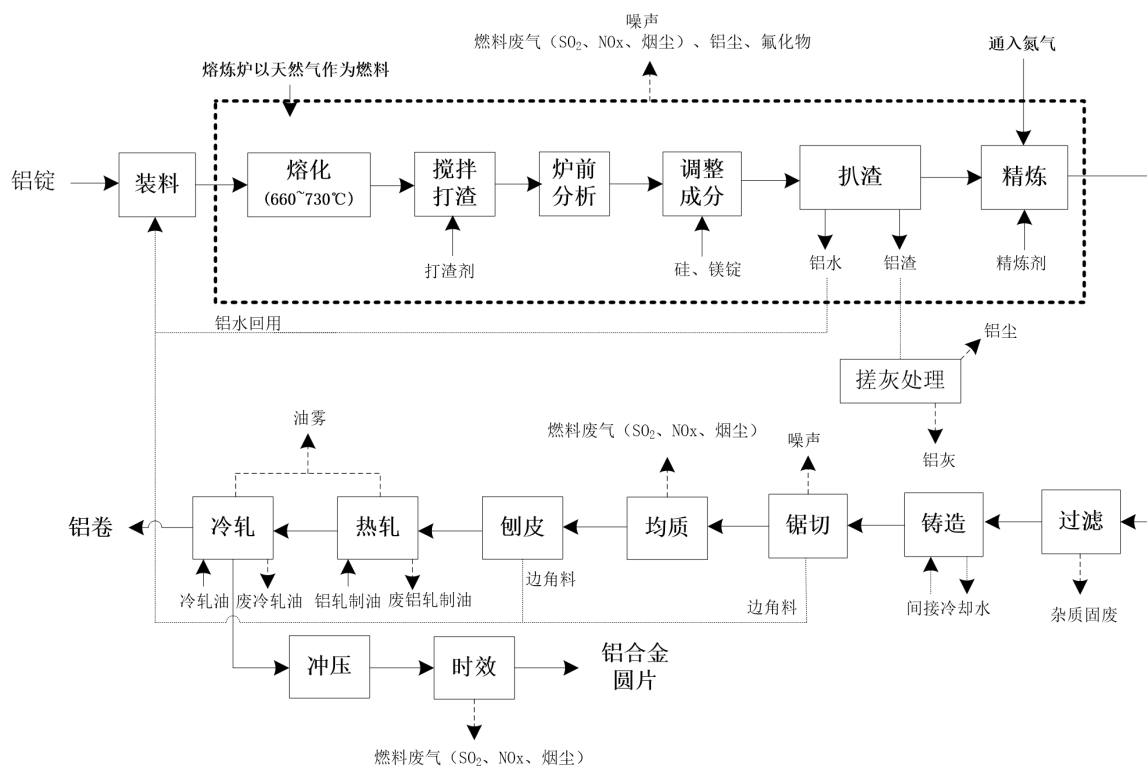 噪声
燃料废气（SO2、NOx、烟尘）、铝尘、氟化物
通入氮气
熔炼炉以天然气作为燃料
铝锭
装料
熔化
（660~730℃）
搅拌
打渣
炉前
分析
调整
成分
扒渣
精炼
打渣剂
硅、镁锭
铝水
铝渣
精炼剂
铝水回用
铝尘
搓灰处理
铝灰
油雾
燃料废气（SO2、NOx、烟尘）
噪声
铝卷
冷轧
热轧
刨皮
均质
锯切
铸造
过滤
冷轧油
废冷轧油
铝轧制油
废铝轧制油
边角料
边角料
间接冷却水
杂质固废
冲压
时效
铝合金
圆片
燃料废气（SO2、NOx、烟尘）